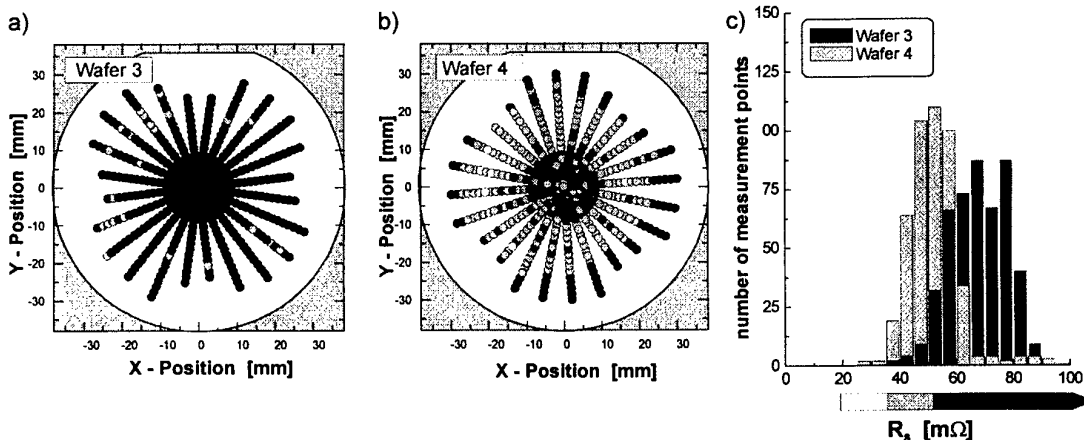 a)
Wafer 3
30
20
10
0
-10
-20
-30
Y - Position [mm]
-30 -20 -10 0 10 20 30
X - Position [mm]
b)
Wafer 4
30
20
10
0
-10
-20
-30
Y - Position [mm]
-30 -20 -10 0 10 20 30
X - Position [mm]
c)
150
125
00
75
50
25
0
number of measurement points
Wafer 3
Wafer 4
0 20 40 60 80 100
Rs [mΩ]